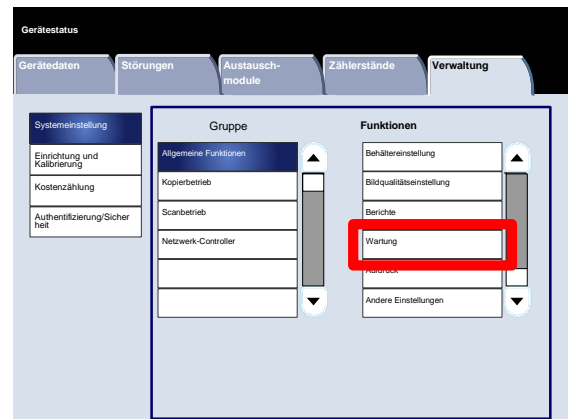 Gerätestatus
Gerätedaten
Störungen
Austausch-
module
Zählerstände
Verwaltung
Systemeinstellung
Einrichtung und
Kalibrierung
Kostenzählung
Authentifizierung/Sicher
heit
Gruppe
Allgemeine Funktionen
Kopierbetrieb
Scanbetrieb
Netzwerk-Controller
Funktionen
Behältereinstellung
Bildqualitätseinstellung
Berichte
Wartung
Aufdruck
Andere Einstellungen